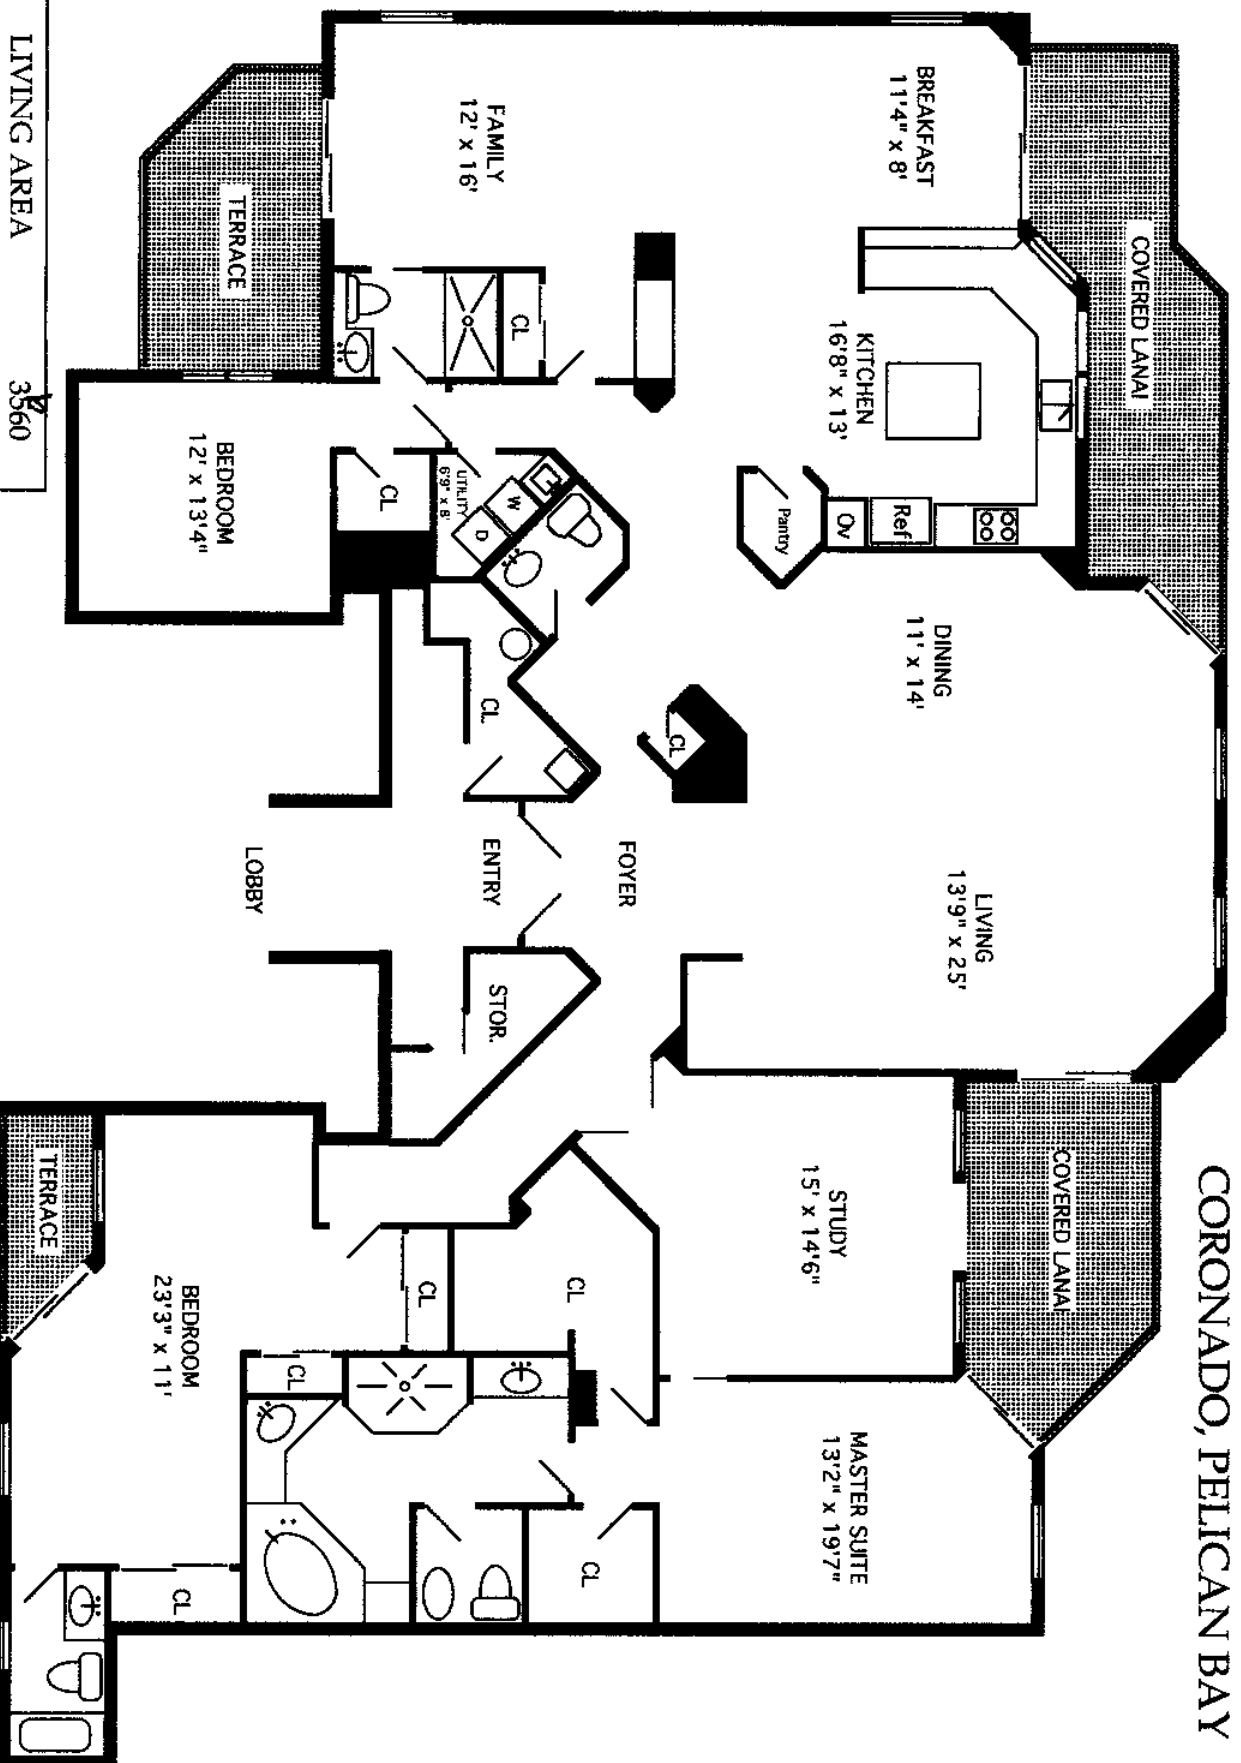 CORONADO, PELICAN BAY
COVERED LANAI
COVERED LANAI
BREAKFAST
11'4" x 8'
KITCHEN
16'8" x 13'
Ref
Ov
Pantry
DINING
11' x 14'
LIVING
13'9" x 25'
STUDY
15' x 14'6"
MASTER SUITE
13'2" x 19'7"
FAMILY
12' x 16'
CL
CL
FOYER
CL
CL
UTILITY
6'9" x 8'
W
D
CL
CL
ENTRY
STOR.
CL
CL
TERRACE
BEDROOM
12' x 13'4"
LOBBY
BEDROOM
23'3" x 11'
CL
TERRACE
LIVING AREA 3560